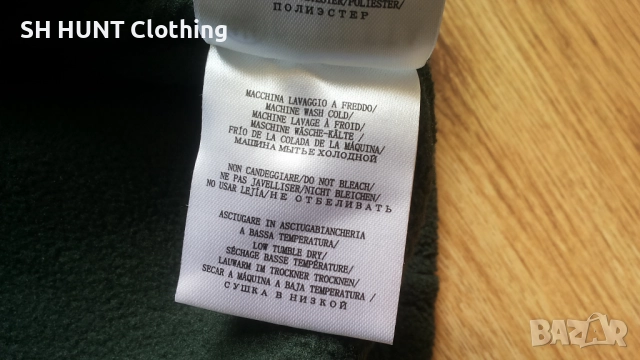 SH HUNT Clothing
/POLIESTER/
ПОЛИЭСТЕР
MACCHINA LAVAGGIO A FREDDO/
MACHINE WASH COLD/
MACHINE LAVAGE À FROID/
MASCHINE WÄSCHE-KÄLTE /
FRÍO DE LA COLADA DE LA MÁQUINA/
МАШИНА МЫТЬЕ ХОЛОДНОЙ
NON CANDEGGIARE/DO NOT BLEACH/
NE PAS JAVELLISER/NICHT BLEICHEN/
NO USAR LEJÍA/НЕ ОТБЕЛИВАТЬ
ASCIUGARE IN ASCIUGABIANCHERIA
A BASSA TEMPERATURA/
LOW TUMBLE DRY/
SÉCHAGE BASSE TEMPÉRATURE/
LAUWARM IM TROCKNER TROCKNEN/
SECAR A MÁQUINA A BAJA TEMPERATURA /
СУШКА В НИЗКОЙ
BAZAR